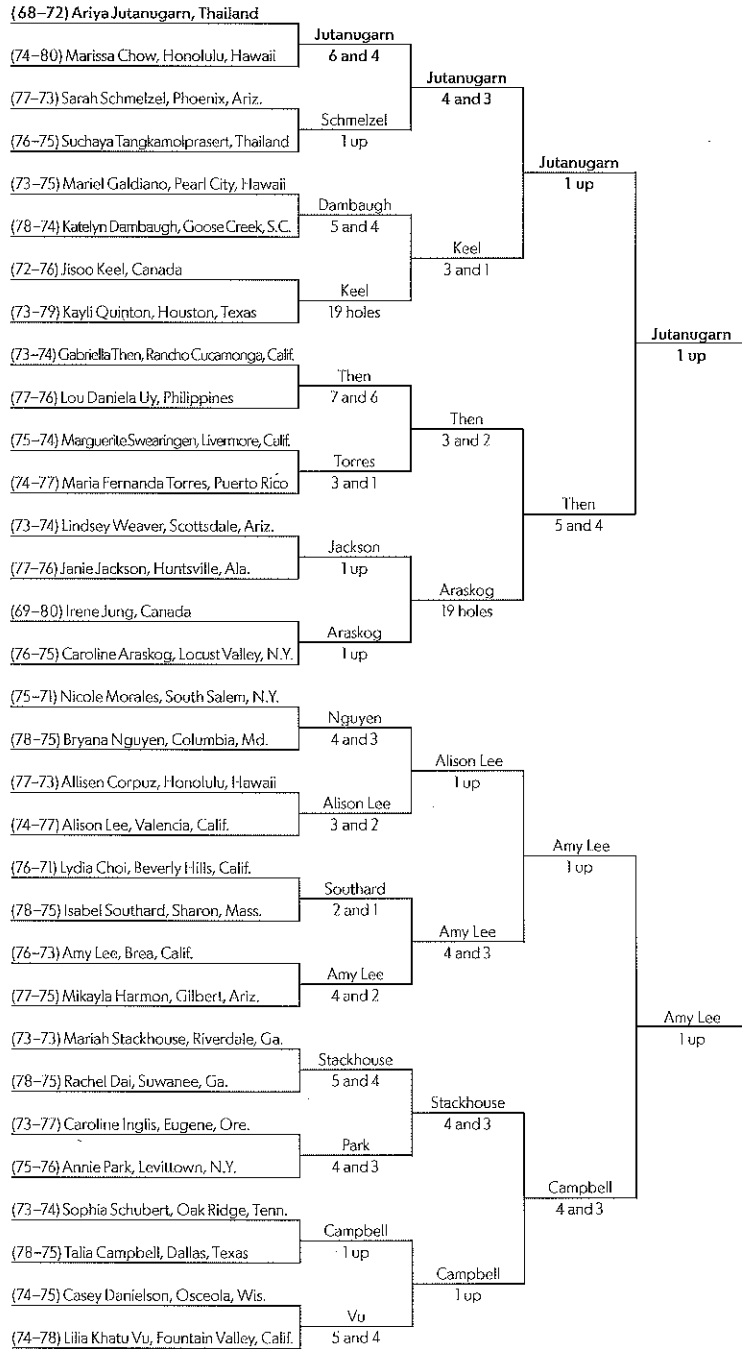 (68–72) Ariya Jutanugarn, Thailand
Jutanugarn
6 and 4
(74–80) Marissa Chow, Honolulu, Hawaii
Jutanugarn
4 and 3
(77–73) Sarah Schmelzel, Phoenix, Ariz.
Schmelzel
1 up
(76–75) Suchaya Tangkamolprasert, Thailand
Jutanugarn
1 up
(73–75) Mariel Galdiano, Pearl City, Hawaii
Dambaugh
5 and 4
(78–74) Katelyn Dambaugh, Goose Creek, S.C.
Keel
3 and 1
(72–76) Jisoo Keel, Canada
Keel
19 holes
(73–79) Kayli Quinton, Houston, Texas
Jutanugarn
1 up
(73–74) Gabriella Then, Rancho Cucamonga, Calif.
Then
7 and 6
(77–76) Lou Daniela Uy, Philippines
Then
3 and 2
(75–74) Marguerite Swearingen, Livermore, Calif.
Torres
3 and 1
(74–77) Maria Fernanda Torres, Puerto Rico
Then
5 and 4
(73–74) Lindsey Weaver, Scottsdale, Ariz.
Jackson
1 up
(77–76) Janie Jackson, Huntsville, Ala.
Araskog
19 holes
(69–80) Irene Jung, Canada
Araskog
1 up
(76–75) Caroline Araskog, Locust Valley, N.Y.
(75–71) Nicole Morales, South Salem, N.Y.
Nguyen
4 and 3
(78–75) Bryana Nguyen, Columbia, Md.
Alison Lee
1 up
(77–73) Allisen Corpuz, Honolulu, Hawaii
Alison Lee
3 and 2
(74–77) Alison Lee, Valencia, Calif.
Amy Lee
1 up
(76–71) Lydia Choi, Beverly Hills, Calif.
Southard
2 and 1
(78–75) Isabel Southard, Sharon, Mass.
Amy Lee
4 and 3
(76–73) Amy Lee, Brea, Calif.
Amy Lee
4 and 2
(77–75) Mikayla Harmon, Gilbert, Ariz.
Amy Lee
1 up
(73–73) Mariah Stackhouse, Riverdale, Ga.
Stackhouse
5 and 4
(78–75) Rachel Dai, Suwanee, Ga.
Stackhouse
4 and 3
(73–77) Caroline Inglis, Eugene, Ore.
Park
4 and 3
(75–76) Annie Park, Levittown, N.Y.
Campbell
4 and 3
(73–74) Sophia Schubert, Oak Ridge, Tenn.
Campbell
1 up
(78–75) Talia Campbell, Dallas, Texas
Campbell
1 up
(74–75) Casey Danielson, Osceola, Wis.
Vu
5 and 4
(74–78) Lilia Khatu Vu, Fountain Valley, Calif.